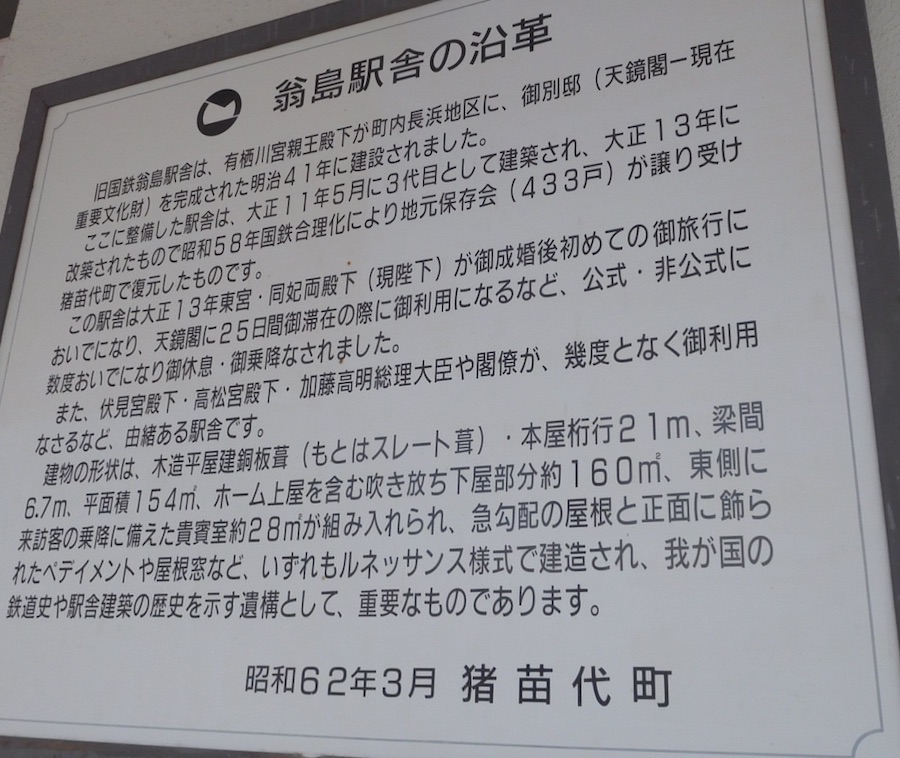 翁島駅舎の沿革
旧国鉄翁島駅舎は、有栖川宮親王殿下が町内長浜地区に、御別邸(天鏡閣ー現在
重要文化財)を完成された明治41年に建設されました。
ここに整備した駅舎は、大正11年5月に3代目として建築され、大正13年に
改築されたもので昭和58年国鉄合理化により地元保存会(433戸)が譲り受け
猪苗代町で復元したものです。
この駅舎は大正13年東宮・同妃両殿下(現陛下)が御成婚後初めての御旅行に
おいでになり、天鏡閣に25日間御滞在の際に御利用になるなど、公式・非公式に
数度おいでになり御休息・御乗降なされました。
また、伏見宮殿下・高松宮殿下・加藤高明総理大臣や閣僚が、幾度となく御利用
なさるなど、由緒ある駅舎です。
建物の形状は、木造平屋建銅板葺(もとはスレート葺)・本屋桁行21m、梁間
6.7m、平面積154㎡、ホーム上屋を含む吹き放ち下屋部分約160㎡、東側に
来訪客の乗降に備えた貴賓室約28㎡が組み入れられ、急勾配の屋根と正面に飾ら
れたペデイメントや屋根窓など、いずれもルネッサンス様式で建造され、我が国の
鉄道史や駅舎建築の歴史を示す遺構として、重要なものであります。
昭和62年3月 猪苗代町